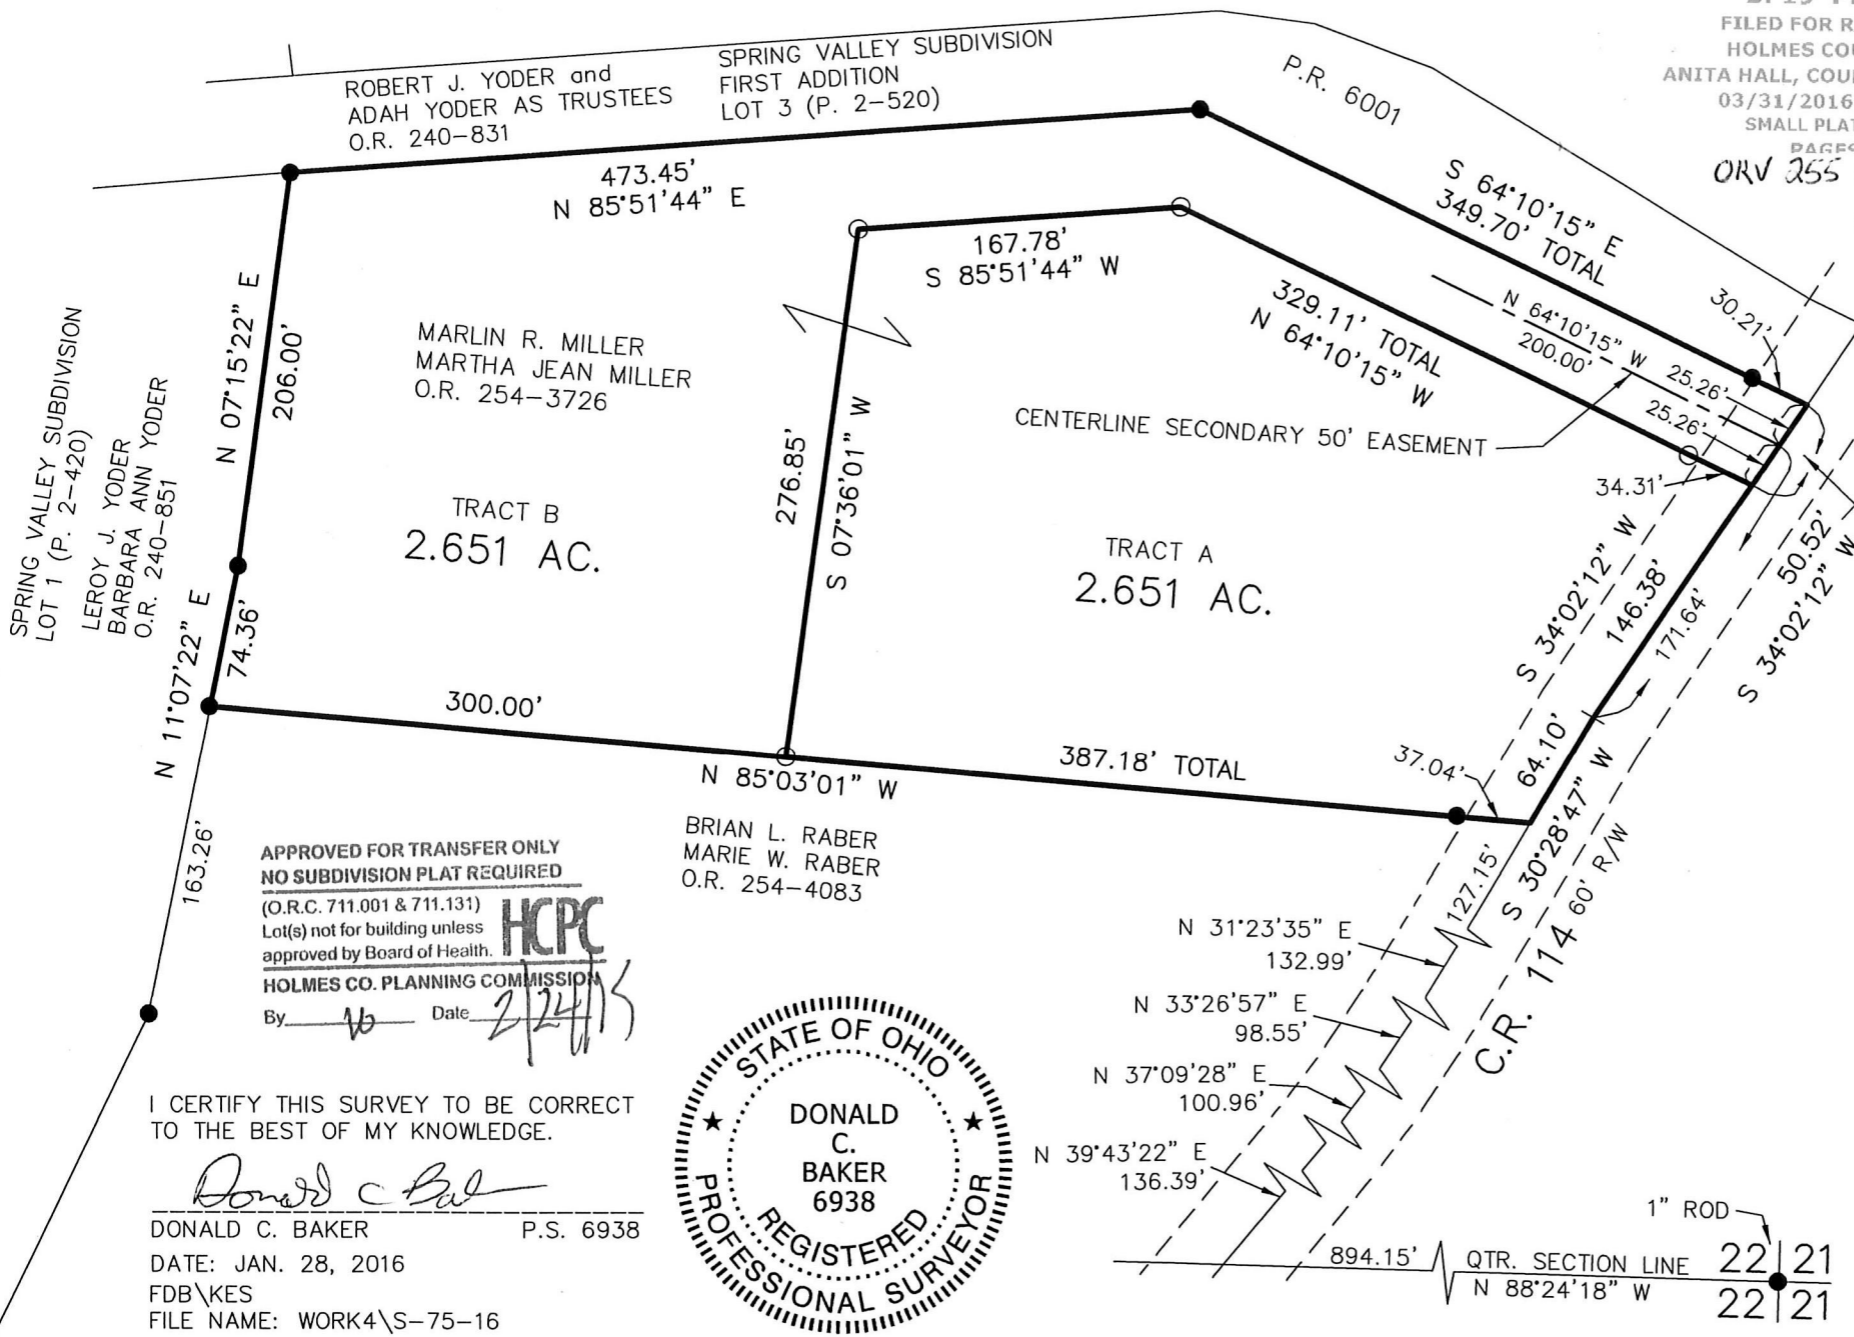 FILED FOR R
HOLMES COU
ANITA HALL, COU
03/31/2016
SMALL PLAT
PAGES
ORV 255
ROBERT J. YODER and
ADAH YODER AS TRUSTEES
O.R. 240-831
SPRING VALLEY SUBDIVISION
FIRST ADDITION
LOT 3 (P. 2-520)
P.R. 6001
473.45'
N 85°51'44" E
S 64°10'15" E
349.70' TOTAL
167.78'
S 85°51'44" W
329.11' TOTAL
N 64°10'15" W
N 64°10'15" W
200.00'
30.21'
25.26'
25.26'
CENTERLINE SECONDARY 50' EASEMENT
34.31'
50.52'
S 34°02'12" W
SPRING VALLEY SUBDIVISION
LOT 1 (P. 2-420)
LEROY J. YODER
BARBARA ANN YODER
O.R. 240-851
N 07°15'22" E
206.00'
MARLIN R. MILLER
MARTHA JEAN MILLER
O.R. 254-3726
TRACT B
2.651 AC.
276.85'
S 07°36'01" W
TRACT A
2.651 AC.
S 34°02'12" W
146.38'
171.64'
N 11°07'22" E
74.36'
300.00'
N 85°03'01" W
387.18' TOTAL
37.04'
64.10'
S 30°28'47" W
163.26'
BRIAN L. RABER
MARIE W. RABER
O.R. 254-4083
127.15'
C.R. 114 60' R/W
N 31°23'35" E
132.99'
N 33°26'57" E
98.55'
N 37°09'28" E
100.96'
N 39°43'22" E
136.39'
APPROVED FOR TRANSFER ONLY
NO SUBDIVISION PLAT REQUIRED
(O.R.C. 711.001 & 711.131)
Lot(s) not for building unless
approved by Board of Health.
HCPC
HOLMES CO. PLANNING COMMISSION
By Date
I CERTIFY THIS SURVEY TO BE CORRECT
TO THE BEST OF MY KNOWLEDGE.
Donald C Bak
DONALD C. BAKER P.S. 6938
DATE: JAN. 28, 2016
FDB\KES
FILE NAME: WORK4\S-75-16
STATE OF OHIO
DONALD
C.
BAKER
6938
REGISTERED
PROFESSIONAL SURVEYOR
1" ROD
894.15'
QTR. SECTION LINE
N 88°24'18" W
22 21
22 21